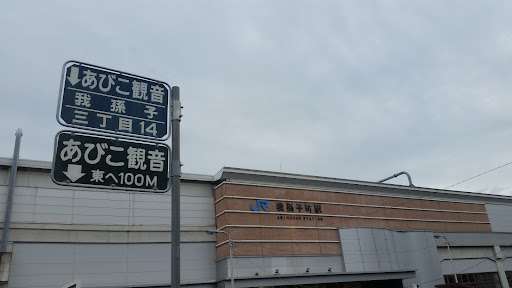 ↓あびこ観音
我孫子
三丁目14
あびこ観音
↓東へ100M
JR 我孫子町駅